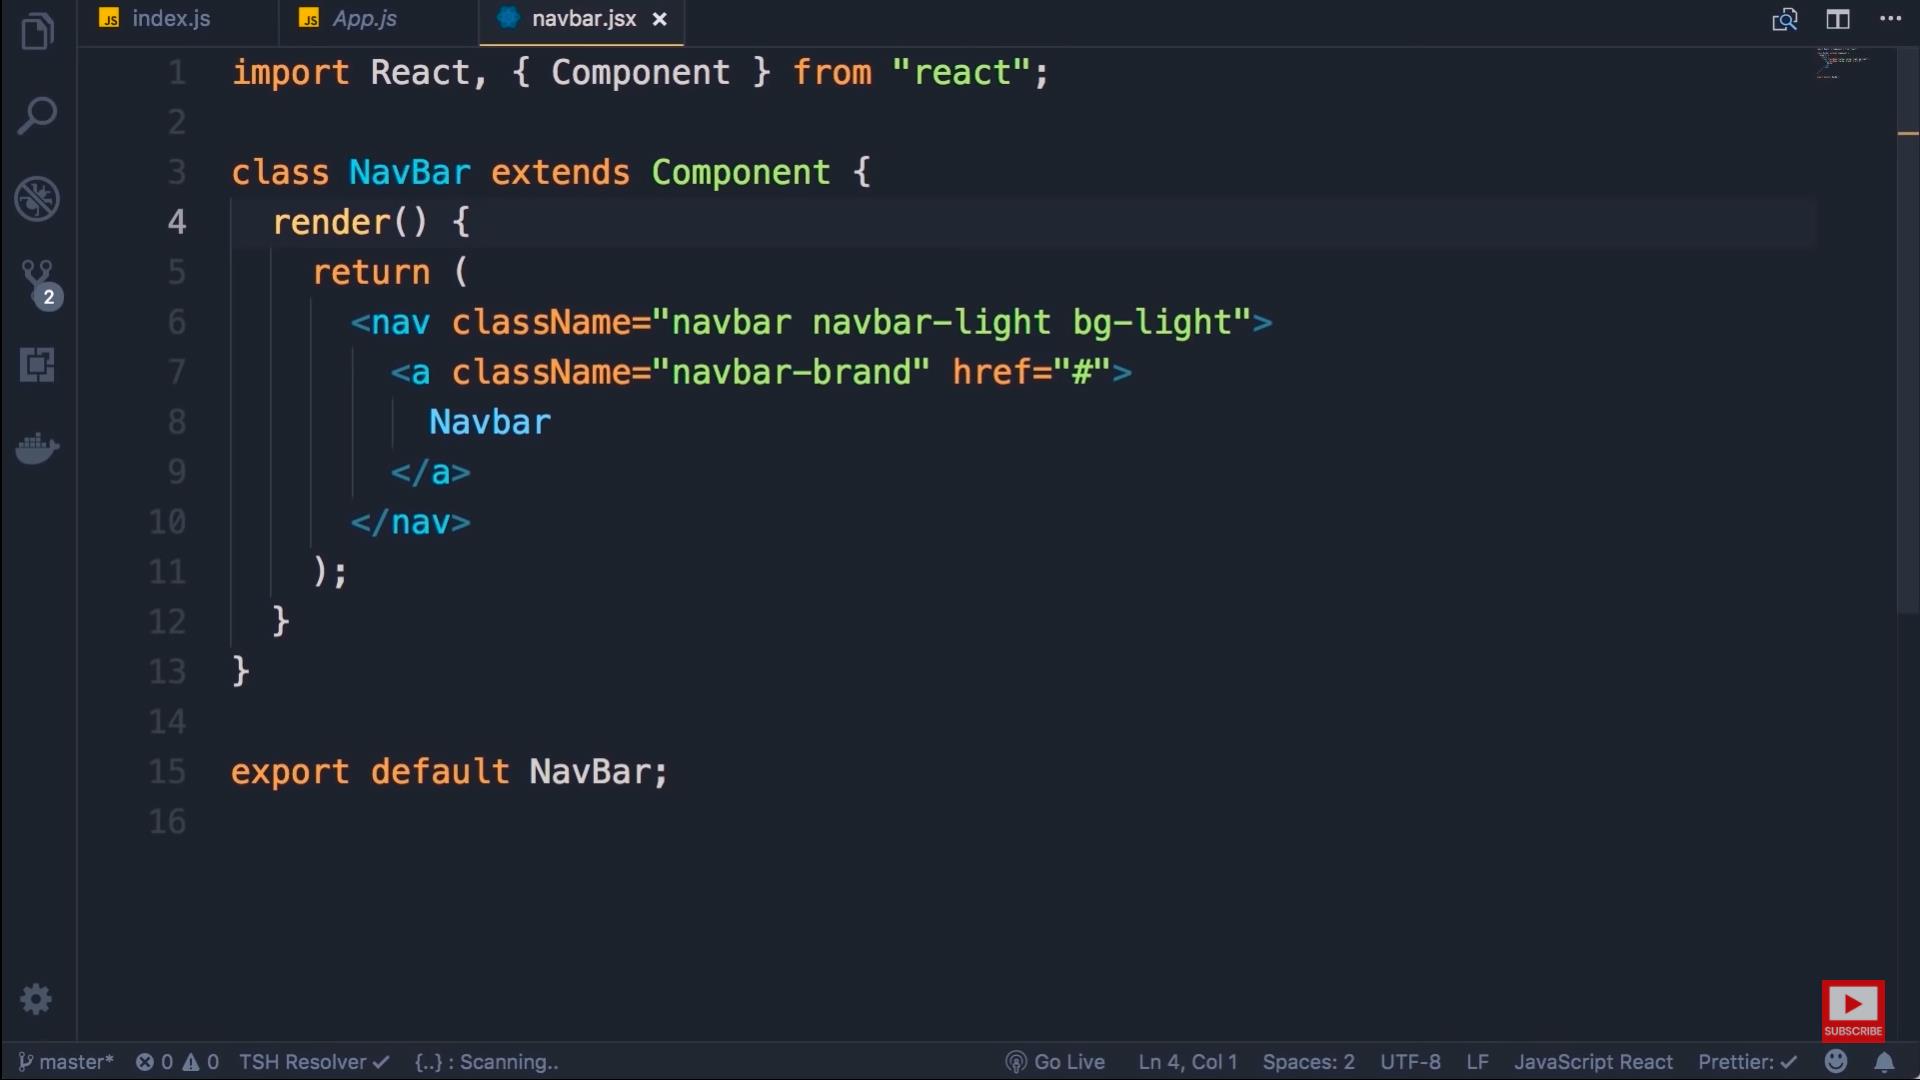 index.js
App.js
navbar.jsx
1 import React, { Component } from "react";
2
3 class NavBar extends Component {
4 render() {
5 return (
6 <nav className="navbar navbar-light bg-light">
7 <a className="navbar-brand" href="#">
8 Navbar
9 </a>
10 </nav>
11 );
12 }
13 }
14
15 export default NavBar;
16
2
JS
JS
SUBSCRIBE
master* 0 0 TSH Resolver {..} : Scanning.. Go Live Ln 4, Col 1 Spaces: 2 UTF-8 LF JavaScript React Prettier: ✓